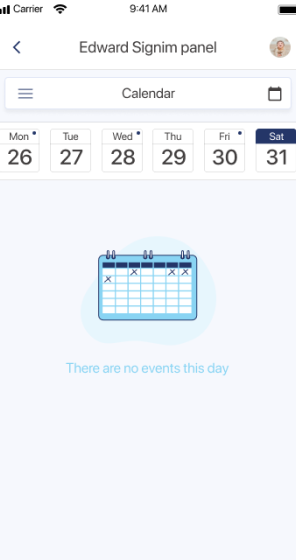 Carrier 9:41 AM
Edward Signim panel
Calendar
Mon Tue Wed Thu Fri Sat
26 27 28 29 30 31
There are no events this day